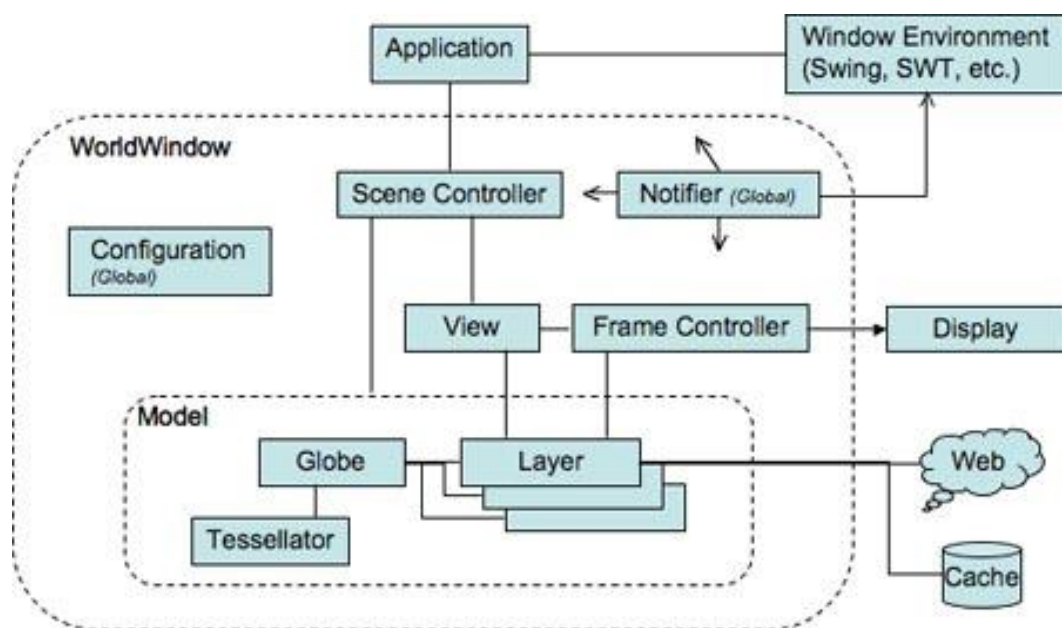 Application
Window Environment
(Swing, SWT, etc.)
WorldWindow
Scene Controller
Notifier (Global)
Configuration
(Global)
View
Frame Controller
Display
Model
Globe
Layer
Web
Tessellator
Cache